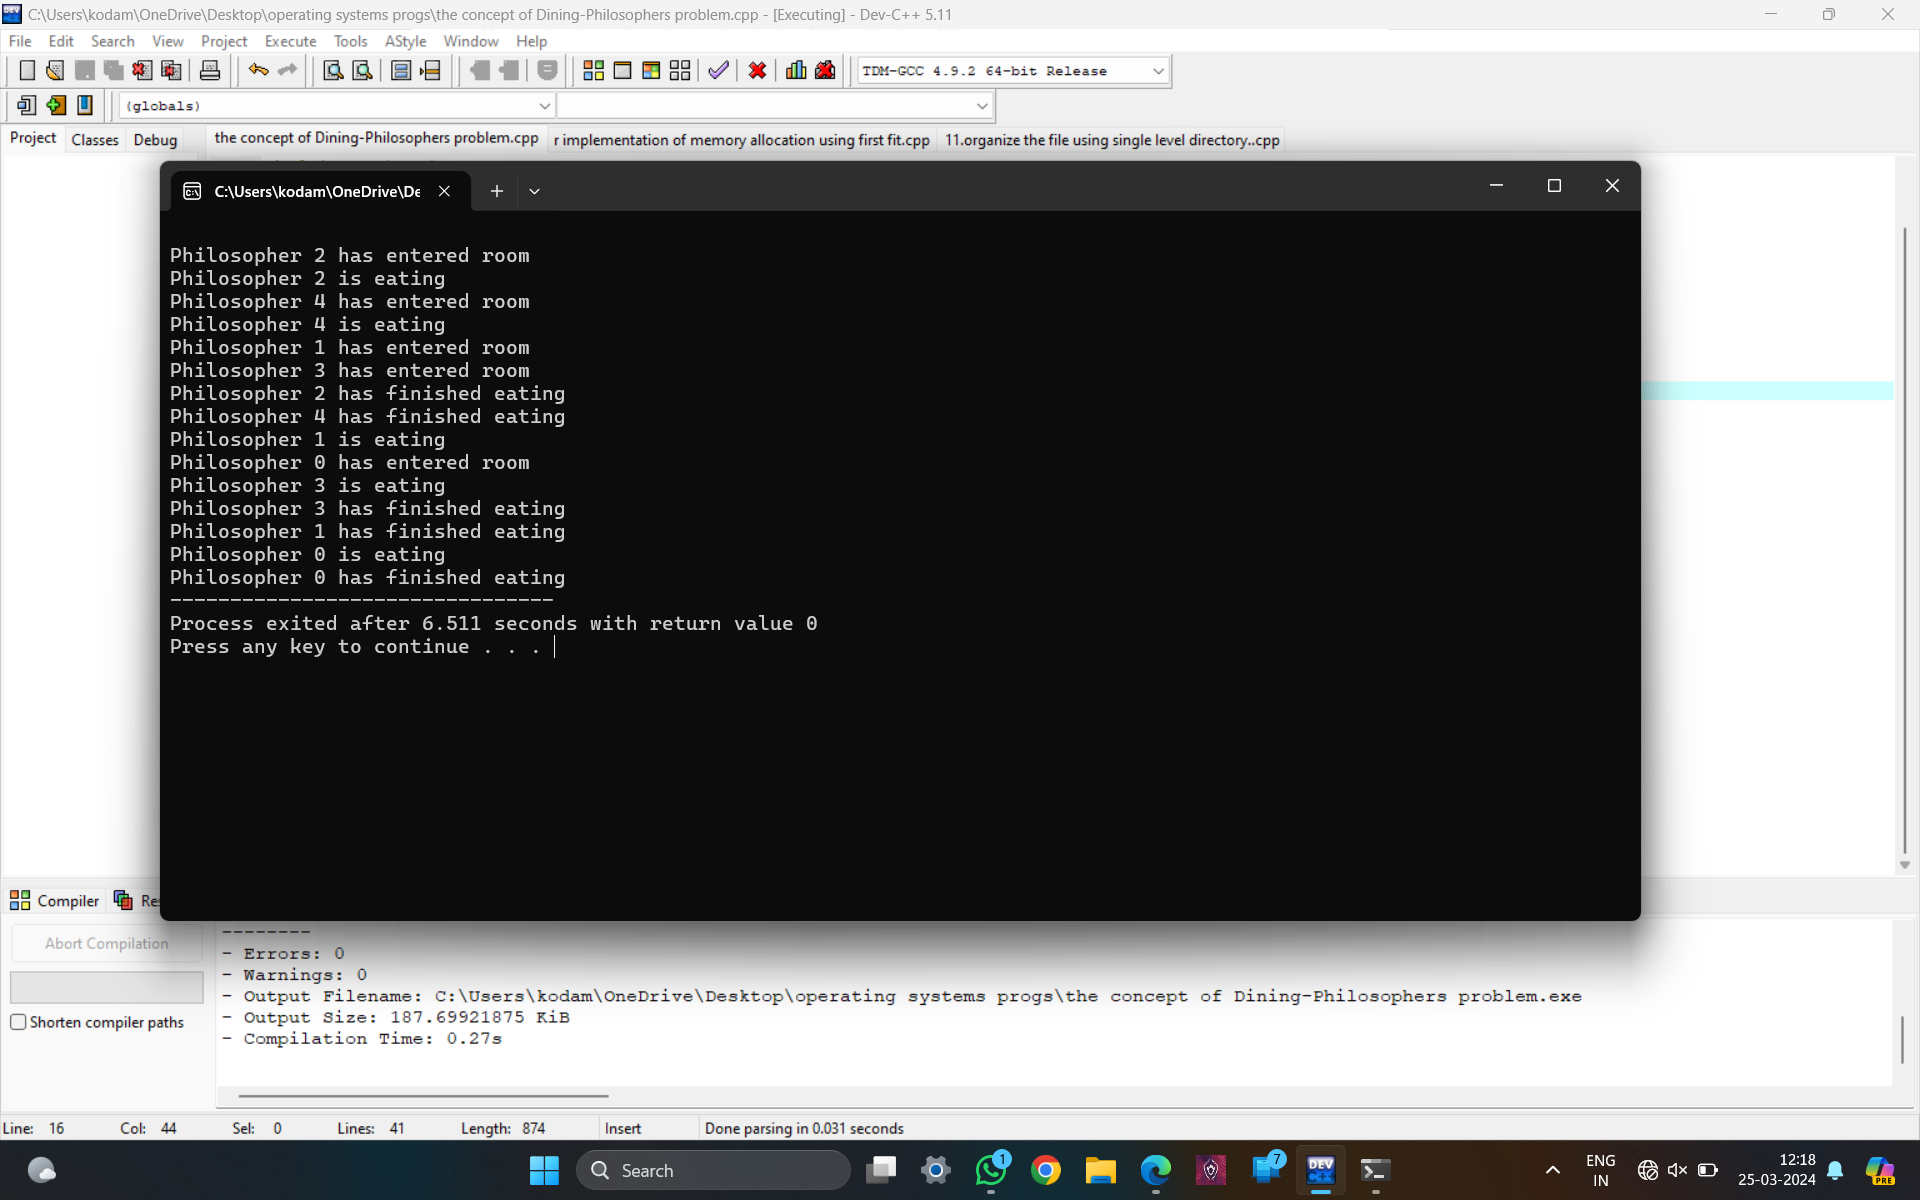 C:\Users\kodam\OneDrive\Desktop\operating systems progs\the concept of Dining-Philosophers problem.cpp - [Executing] - Dev-C++ 5.11
File Edit Search View Project Execute Tools AStyle Window Help
TDM-GCC 4.9.2 64-bit Release
(globals)
Project Classes Debug the concept of Dining-Philosophers problem.cpp r implementation of memory allocation using first fit.cpp 11.organize the file using single level directory..cpp
C:\Users\kodam\OneDrive\De
Philosopher 2 has entered room
Philosopher 2 is eating
Philosopher 4 has entered room
Philosopher 4 is eating
Philosopher 1 has entered room
Philosopher 3 has entered room
Philosopher 2 has finished eating
Philosopher 4 has finished eating
Philosopher 1 is eating
Philosopher 0 has entered room
Philosopher 3 is eating
Philosopher 3 has finished eating
Philosopher 1 has finished eating
Philosopher 0 is eating
Philosopher 0 has finished eating
--------------------------------
Process exited after 6.511 seconds with return value 0
Press any key to continue . . .
Compiler Res
Abort Compilation
Shorten compiler paths
--------
- Errors: 0
- Warnings: 0
- Output Filename: C:\Users\kodam\OneDrive\Desktop\operating systems progs\the concept of Dining-Philosophers problem.exe
- Output Size: 187.69921875 KiB
- Compilation Time: 0.27s
Line: 16 Col: 44 Sel: 0 Lines: 41 Length: 874 Insert Done parsing in 0.031 seconds
Search
1
7
DEV
ENG
IN
12:18
25-03-2024
PRE